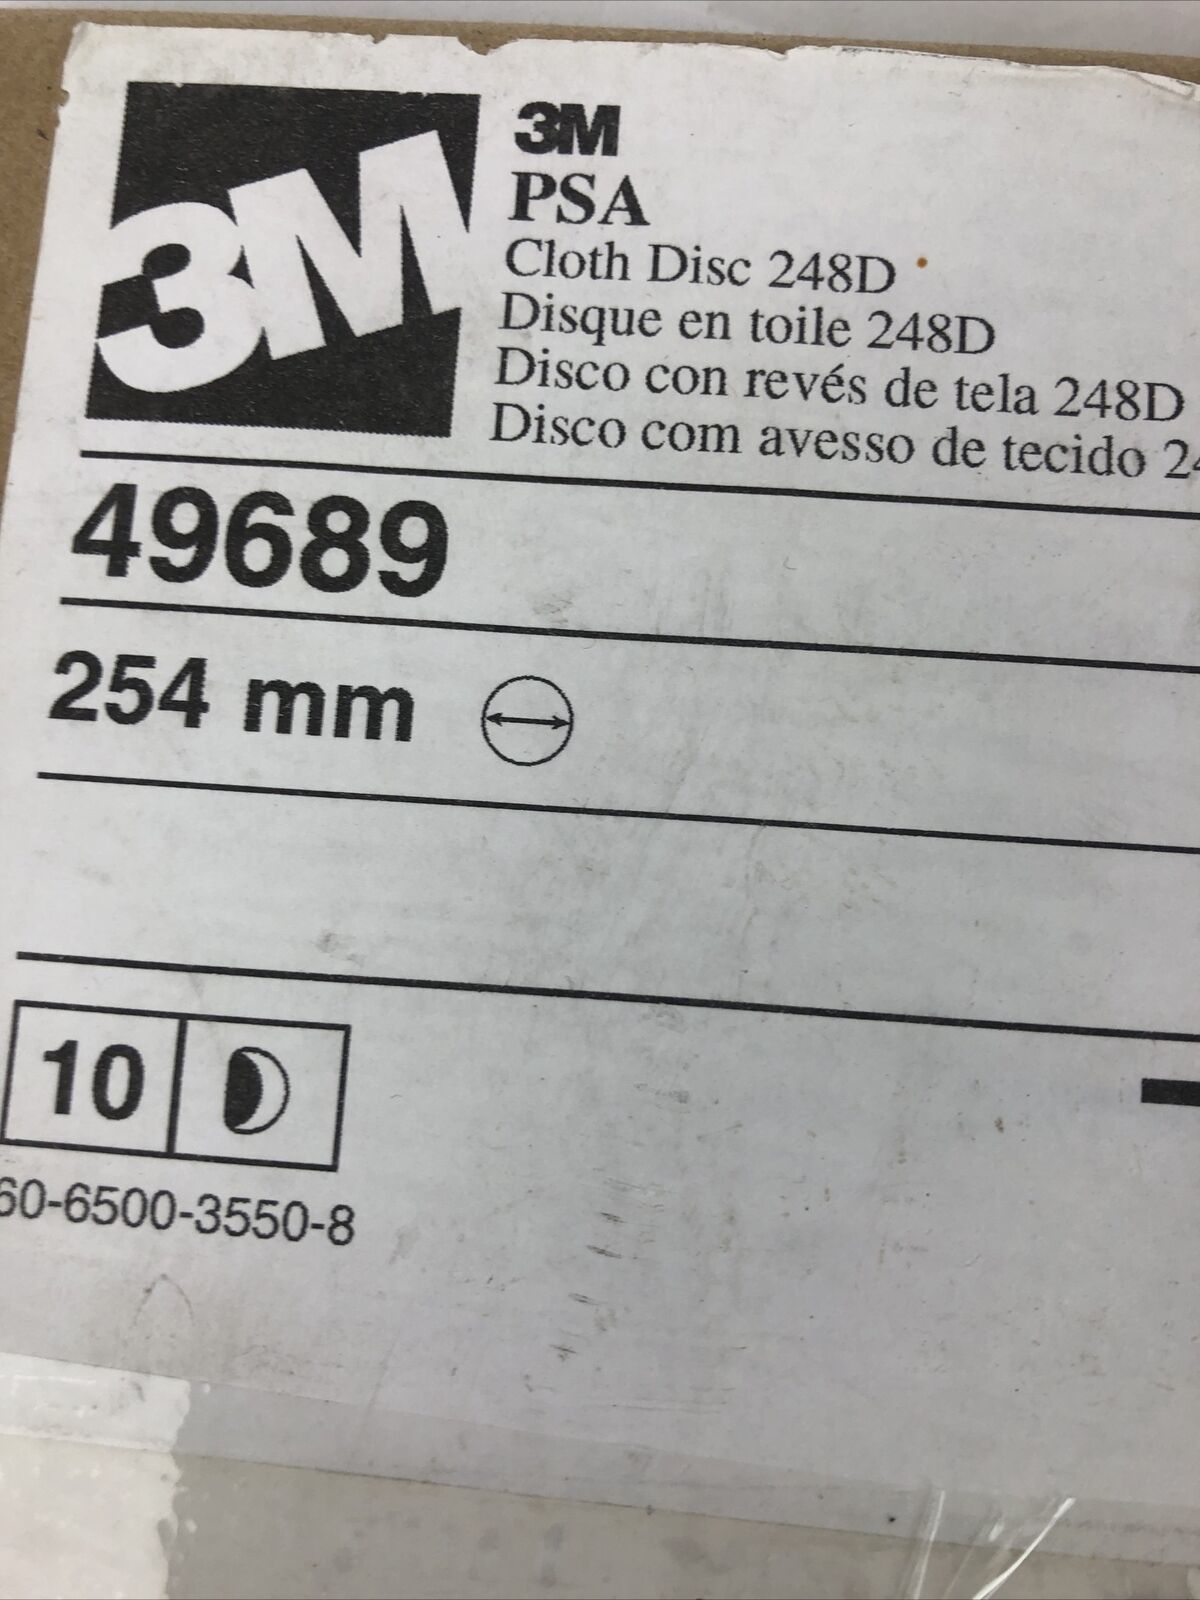 3M
3M
PSA
Cloth Disc 248D
Disque en toile 248D
Disco con revés de tela 248D
Disco com avesso de tecido 24
49689
254 mm
10
60-6500-3550-8